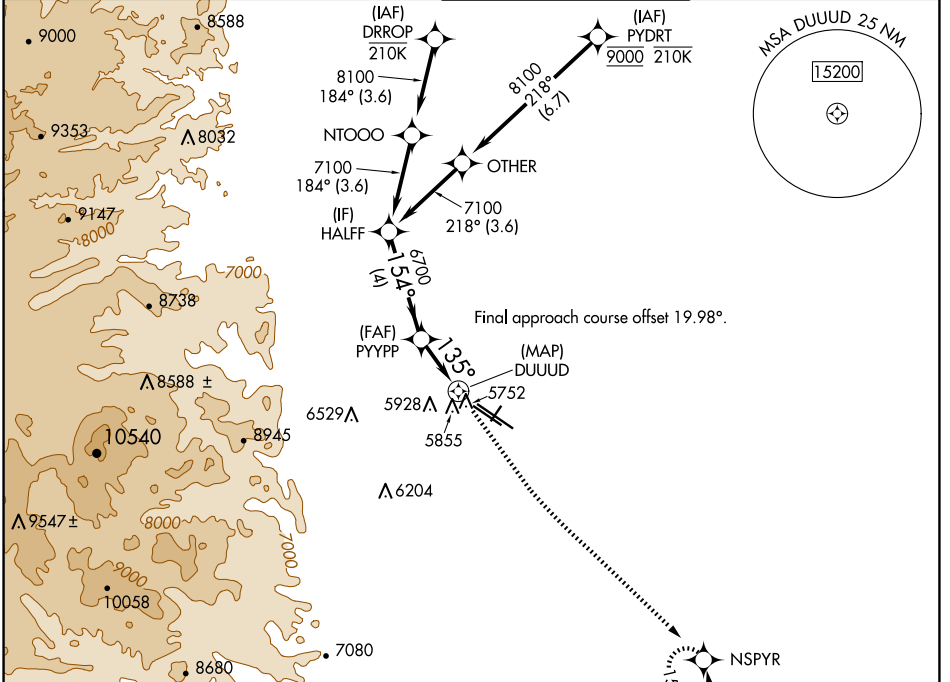 9000
8588
(IAF)
DRROP
210K
(IAF)
PYDRT
9000 210K
MSA DUUUD 25 NM
15200
8100
184° (3.6)
8100
218°
(6.7)
9353
8032
NTOOO
OTHER
7100
184° (3.6)
7100
218° (3.6)
9147
8000
(IF)
HALFF
7000
6700
154°
(4)
8738
Final approach course offset 19.98°.
(FAF)
PYYPP
135°
(MAP)
DUUUD
8588 ±
5752
6529
5928
5855
10540
8945
6204
9547 ±
8000
7000
9000
10058
7080
8680
NSPYR